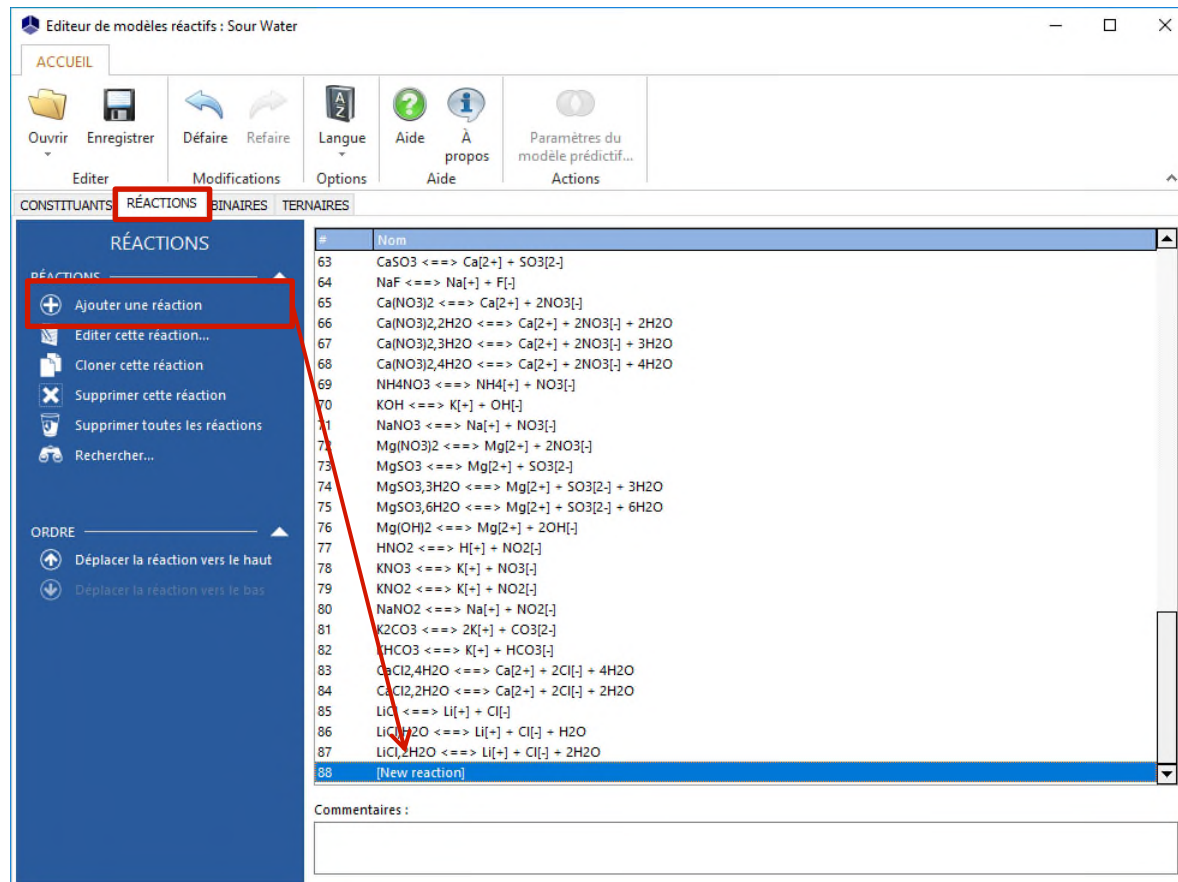 Editeur de modèles réactifs : Sour Water
ACCUEIL
Ouvrir Enregistrer Défaire Refaire Langue Aide À propos Paramètres du modèle prédictif...
Editer Modifications Options Aide Actions
CONSTITUANTS RÉACTIONS BINAIRES TERNAIRES
RÉACTIONS
RÉACTIONS
Ajouter une réaction
Editer cette réaction...
Cloner cette réaction
Supprimer cette réaction
Supprimer toutes les réactions
Rechercher...
ORDRE
Déplacer la réaction vers le haut
Déplacer la réaction vers le bas
# Nom
63 CaSO3 <==> Ca[2+] + SO3[2-]
64 NaF <==> Na[+] + F[-]
65 Ca(NO3)2 <==> Ca[2+] + 2NO3[-]
66 Ca(NO3)2,2H2O <==> Ca[2+] + 2NO3[-] + 2H2O
67 Ca(NO3)2,3H2O <==> Ca[2+] + 2NO3[-] + 3H2O
68 Ca(NO3)2,4H2O <==> Ca[2+] + 2NO3[-] + 4H2O
69 NH4NO3 <==> NH4[+] + NO3[-]
70 KOH <==> K[+] + OH[-]
71 NaNO3 <==> Na[+] + NO3[-]
72 Mg(NO3)2 <==> Mg[2+] + 2NO3[-]
73 MgSO3 <==> Mg[2+] + SO3[2-]
74 MgSO3,3H2O <==> Mg[2+] + SO3[2-] + 3H2O
75 MgSO3,6H2O <==> Mg[2+] + SO3[2-] + 6H2O
76 Mg(OH)2 <==> Mg[2+] + 2OH[-]
77 HNO2 <==> H[+] + NO2[-]
78 KNO3 <==> K[+] + NO3[-]
79 KNO2 <==> K[+] + NO2[-]
80 NaNO2 <==> Na[+] + NO2[-]
81 K2CO3 <==> 2K[+] + CO3[2-]
82 KHCO3 <==> K[+] + HCO3[-]
83 CaCl2,4H2O <==> Ca[2+] + 2Cl[-] + 4H2O
84 CaCl2,2H2O <==> Ca[2+] + 2Cl[-] + 2H2O
85 LiCl <==> Li[+] + Cl[-]
86 LiCl,H2O <==> Li[+] + Cl[-] + H2O
87 LiCl,2H2O <==> Li[+] + Cl[-] + 2H2O
88 [New reaction]
Commentaires :